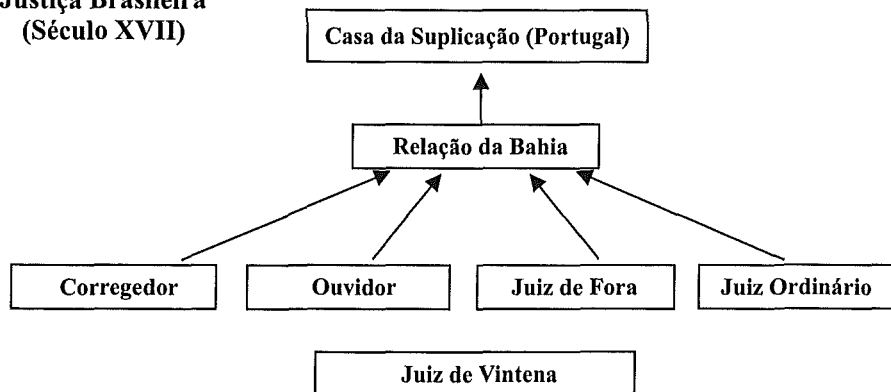 Justiça Brasileira
(Século XVII)
Casa da Suplicação (Portugal)
Relação da Bahia
Corregedor
Ouvidor
Juiz de Fora
Juiz Ordinário
Juiz de Vintena